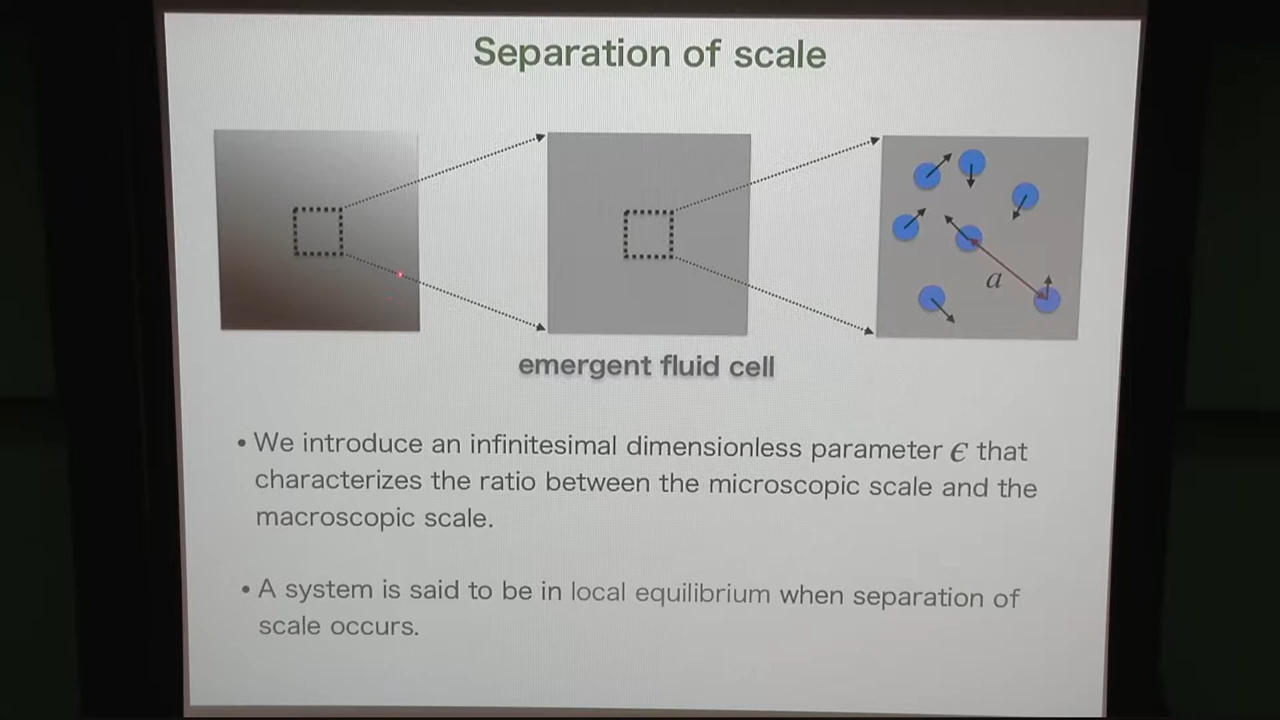 Separation of scale
a
emergent fluid cell
• We introduce an infinitesimal dimensionless parameter ϵ that
characterizes the ratio between the microscopic scale and the
macroscopic scale.
• A system is said to be in local equilibrium when separation of
scale occurs.